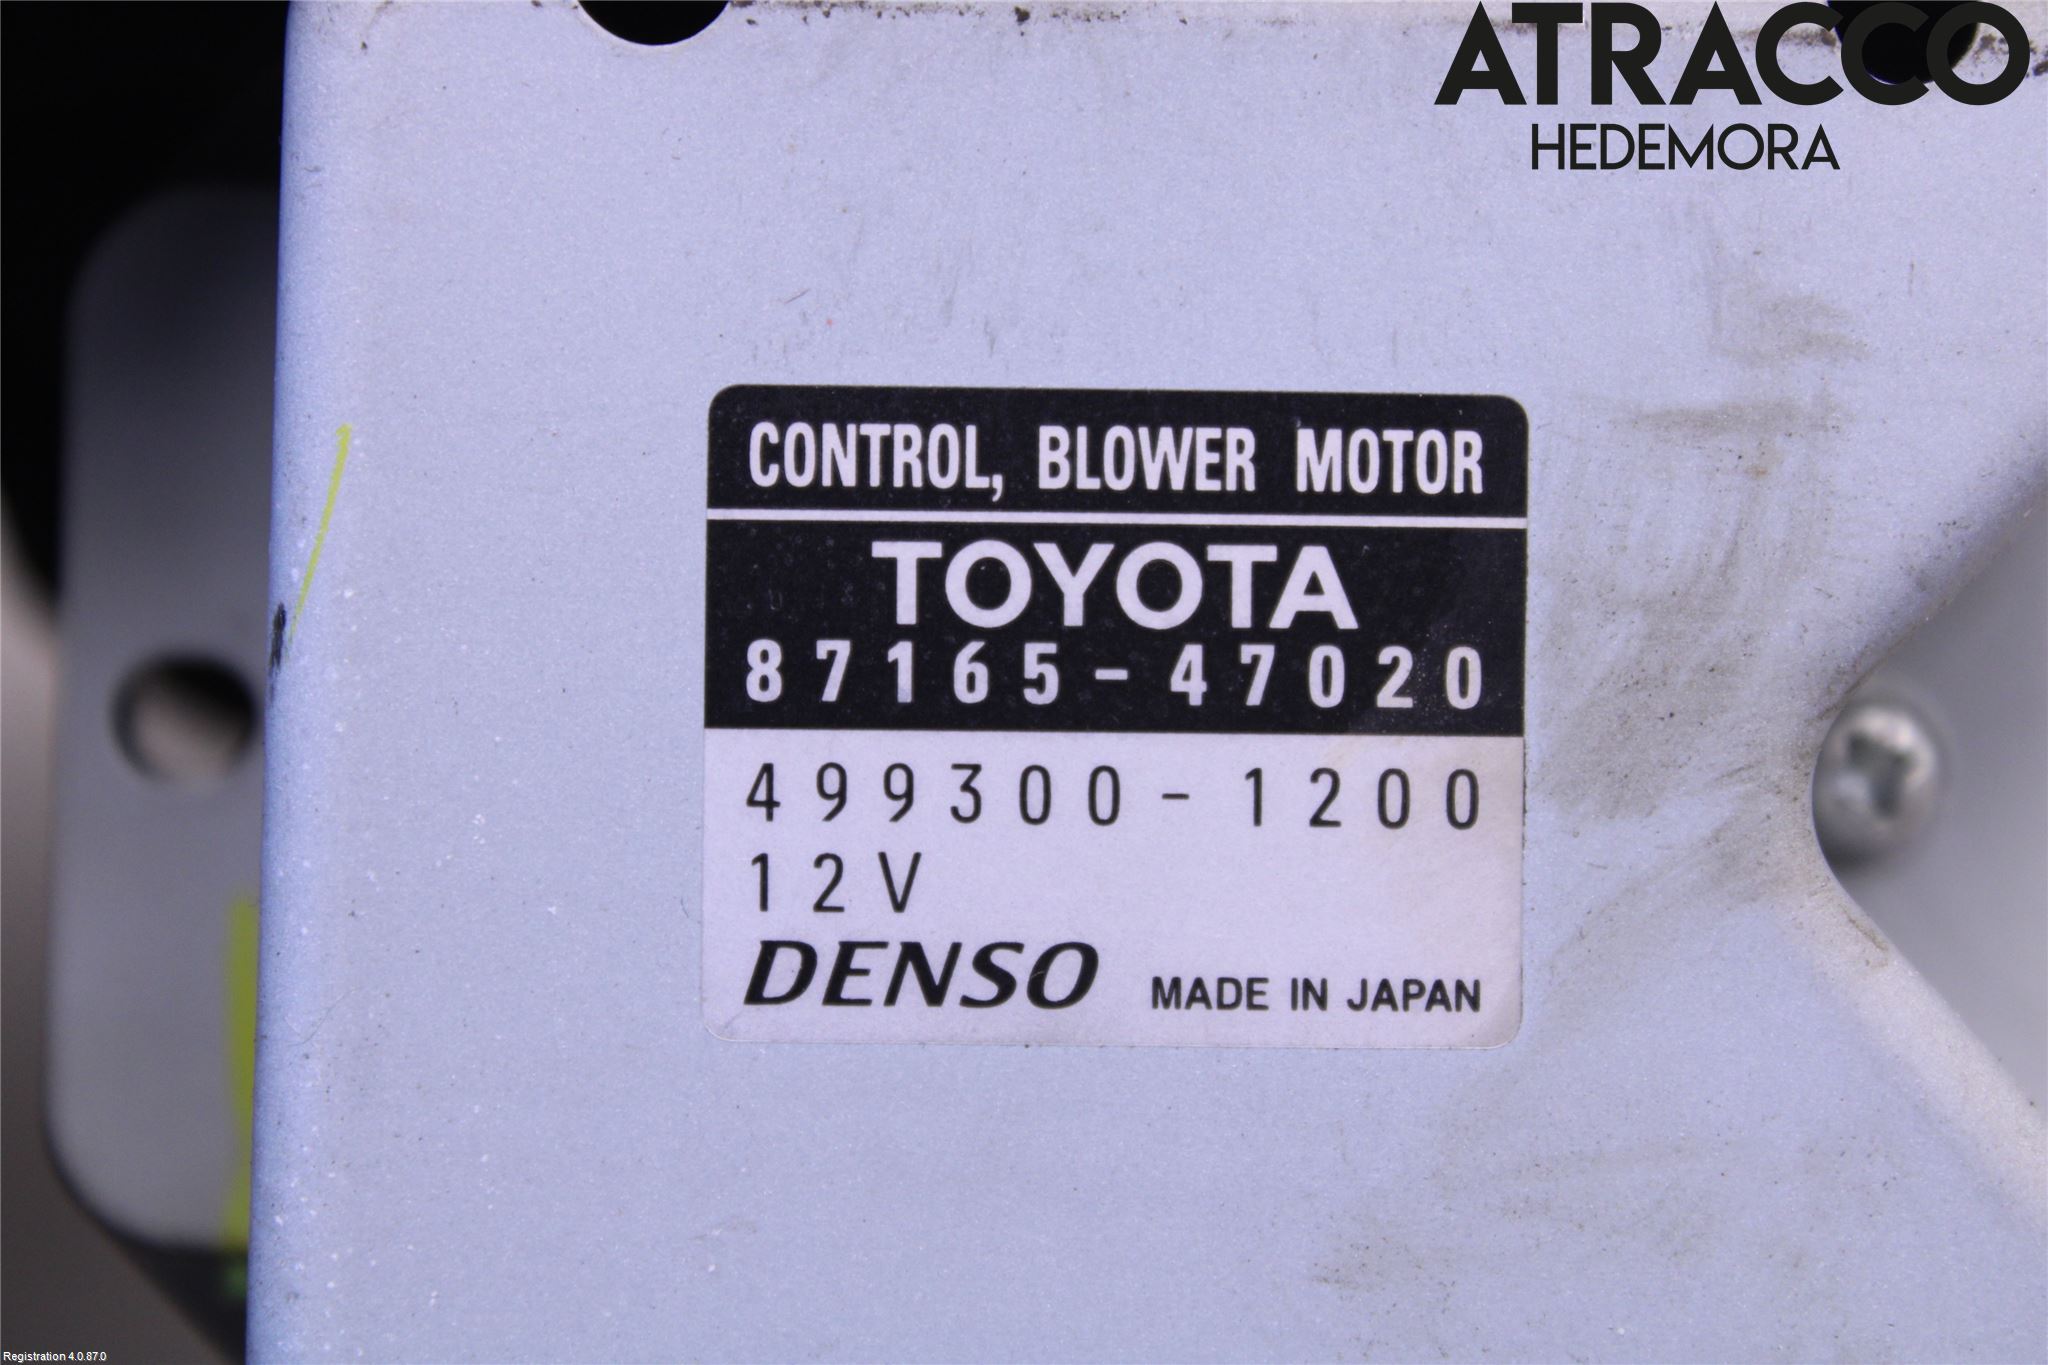 ATRACCO
HEDEMORA
CONTROL, BLOWER MOTOR
TOYOTA
87165-47020
499300-1200
12V
DENSO MADE IN JAPAN
Registration 4.0.87.0